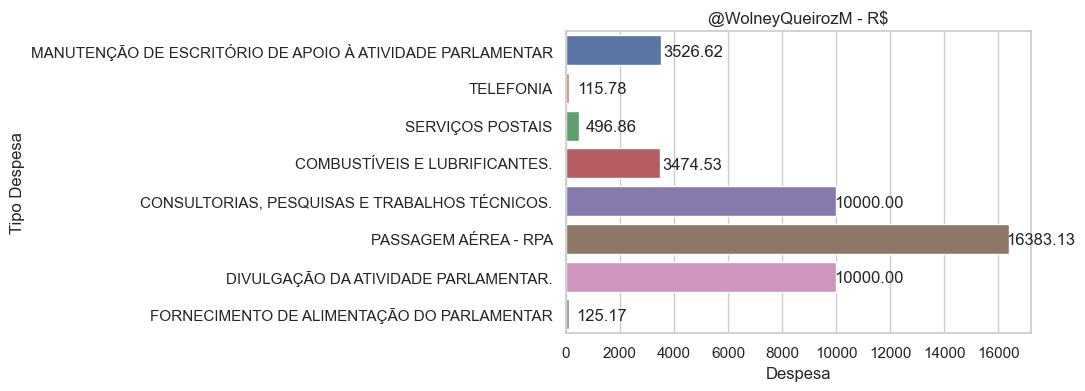 @WolneyQueirozM - R$
MANUTENÇÃO DE ESCRITÓRIO DE APOIO À ATIVIDADE PARLAMENTAR 3526.62
TELEFONIA 115.78
SERVIÇOS POSTAIS 496.86
COMBUSTÍVEIS E LUBRIFICANTES. 3474.53
CONSULTORIAS, PESQUISAS E TRABALHOS TÉCNICOS. 10000.00
PASSAGEM AÉREA - RPA 16383.13
DIVULGAÇÃO DA ATIVIDADE PARLAMENTAR. 10000.00
FORNECIMENTO DE ALIMENTAÇÃO DO PARLAMENTAR 125.17
Tipo Despesa
0 2000 4000 6000 8000 10000 12000 14000 16000
Despesa